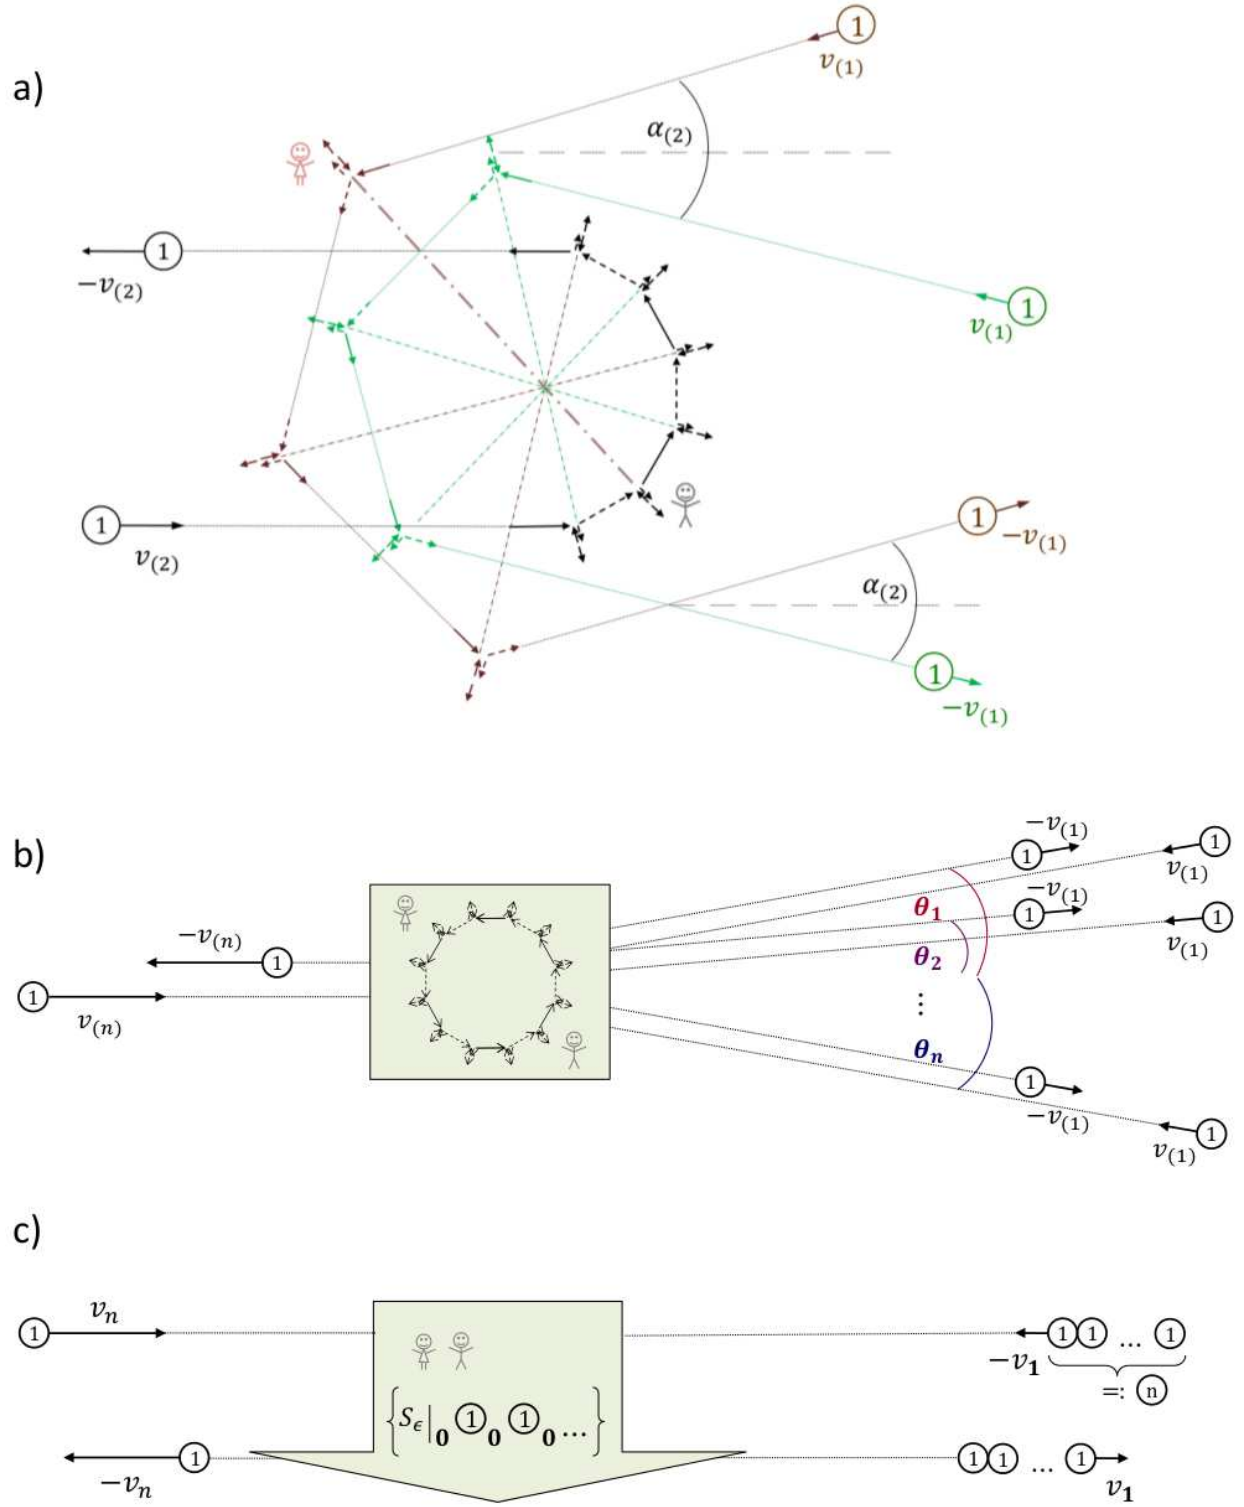 a)
1
v(1)
α(2)
1
−v(2)
1
v(1)
1
v(2)
1
−v(1)
α(2)
1
−v(1)
b)
−v(1)
1
1
v(1)
−v(1)
θ1
1
1
v(1)
−v(n)
1
θ2
1
v(n)
⋮
θn
1
−v(1)
1
v(1)
c)
vn
1
−v1
1 1 ... 1
=: n
{Sϵ|0 1 0 1 0 ...}
1
−vn
1 1 ... 1
v1